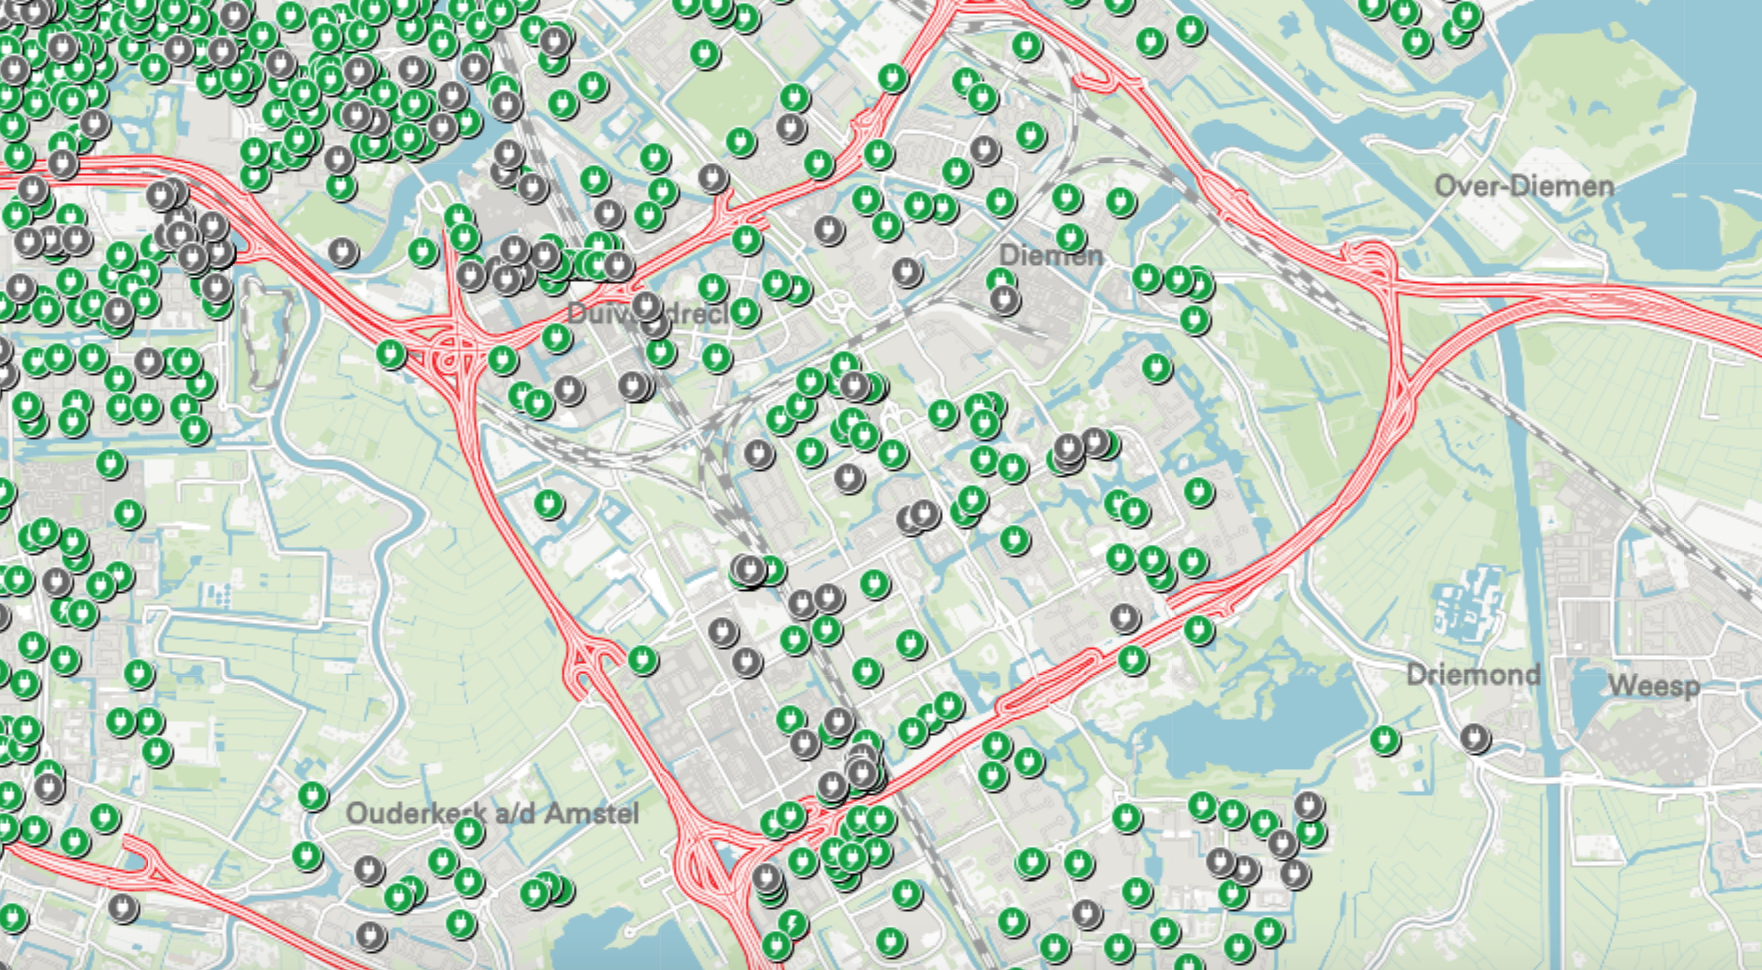 Over-Diemen
Diemen
Ouderkerk a/d Amstel
Driemond
Weesp